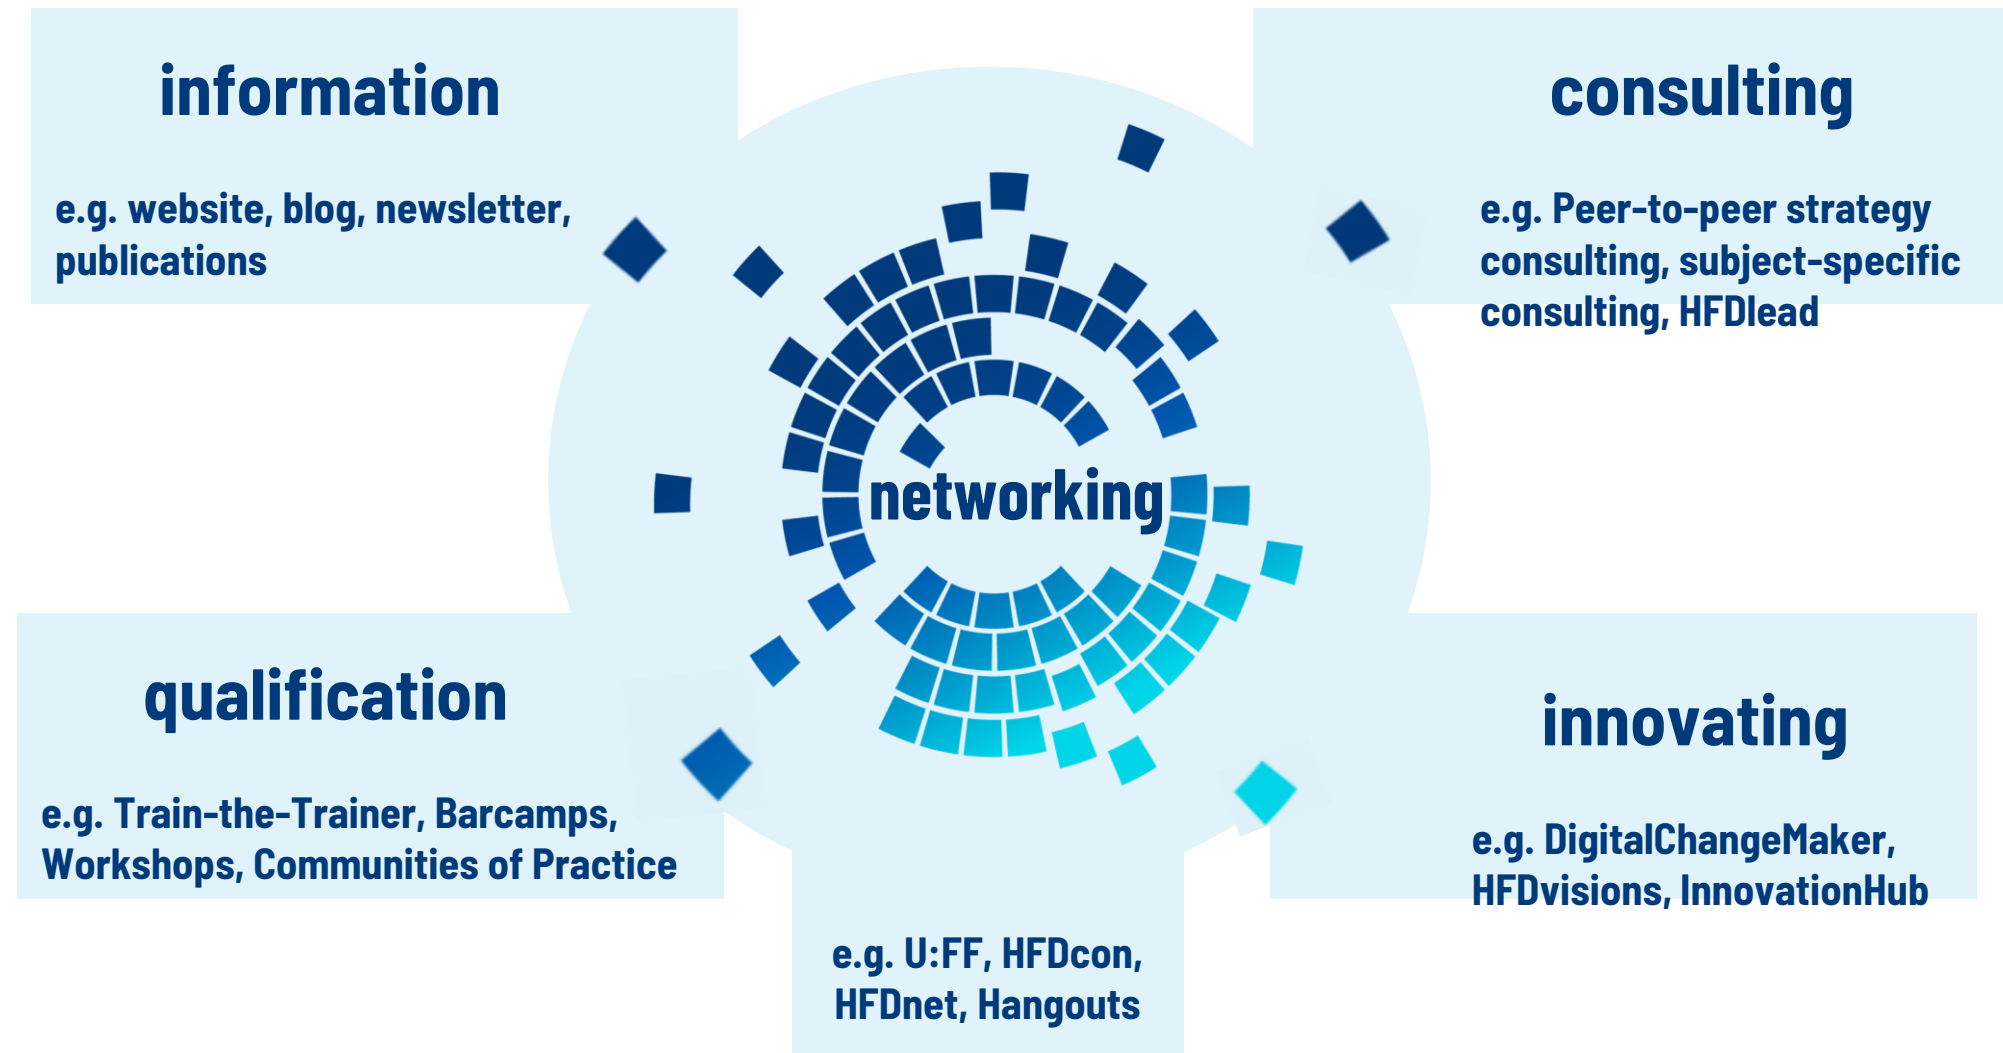 information
e.g. website, blog, newsletter,
publications
consulting
e.g. Peer-to-peer strategy
consulting, subject-specific
consulting, HFDlead
networking
qualification
e.g. Train-the-Trainer, Barcamps,
Workshops, Communities of Practice
innovating
e.g. DigitalChangeMaker,
HFDvisions, InnovationHub
e.g. U:FF, HFDcon,
HFDnet, Hangouts